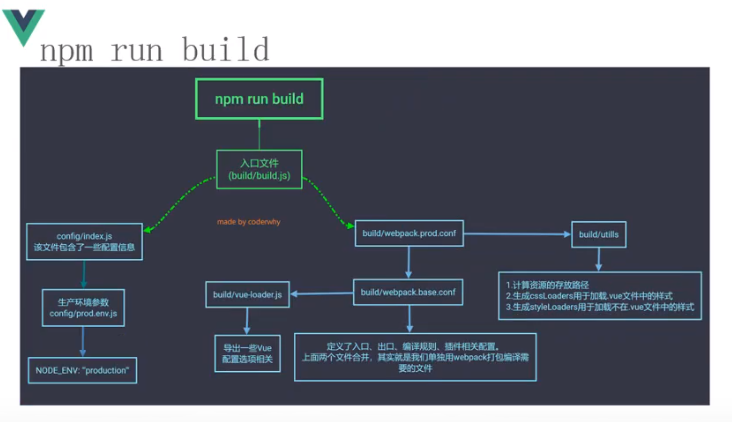 npm run build
npm run build
入口文件
(build/build.js)
made by coderwhy
config/index.js
该文件包含了一些配置信息
build/webpack.prod.conf
build/utills
生产环境参数
config/prod.env.js
build/vue-loader.js
build/webpack.base.conf
1.计算资源的存放路径
2.生成cssLoaders用于加载.vue文件中的样式
3.生成styleLoaders用于加载不在.vue文件中的样式
NODE_ENV: "production"
导出一些Vue
配置选项相关
定义了入口、出口、编译规则、插件相关配置。
上面两个文件合并，其实就是我们单独用webpack打包编译需
要的文件